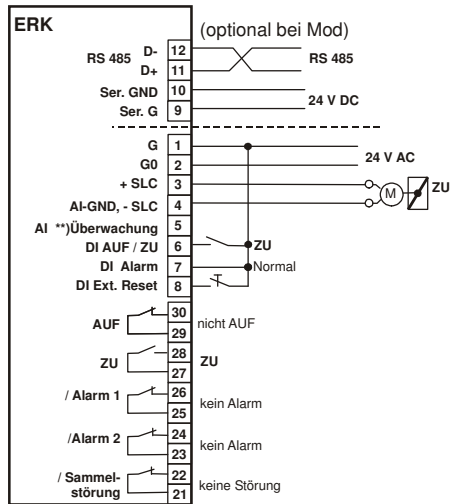 ERK
(optional bei Mod)
RS 485 D- 12 RS 485
D+ 11
Ser. GND 10 24 V DC
Ser. G 9
G 1
G0 2 24 V AC
+ SLC 3 M ZU
AI-GND, - SLC 4
AI **)Überwachung 5
DI AUF / ZU 6 ZU
DI Alarm 7 Normal
DI Ext. Reset 8
AUF 30 nicht AUF
29
ZU 28 ZU
27
/ Alarm 1 26 kein Alarm
25
/Alarm 2 24 kein Alarm
23
/ Sammel- 22 keine Störung
störung 21